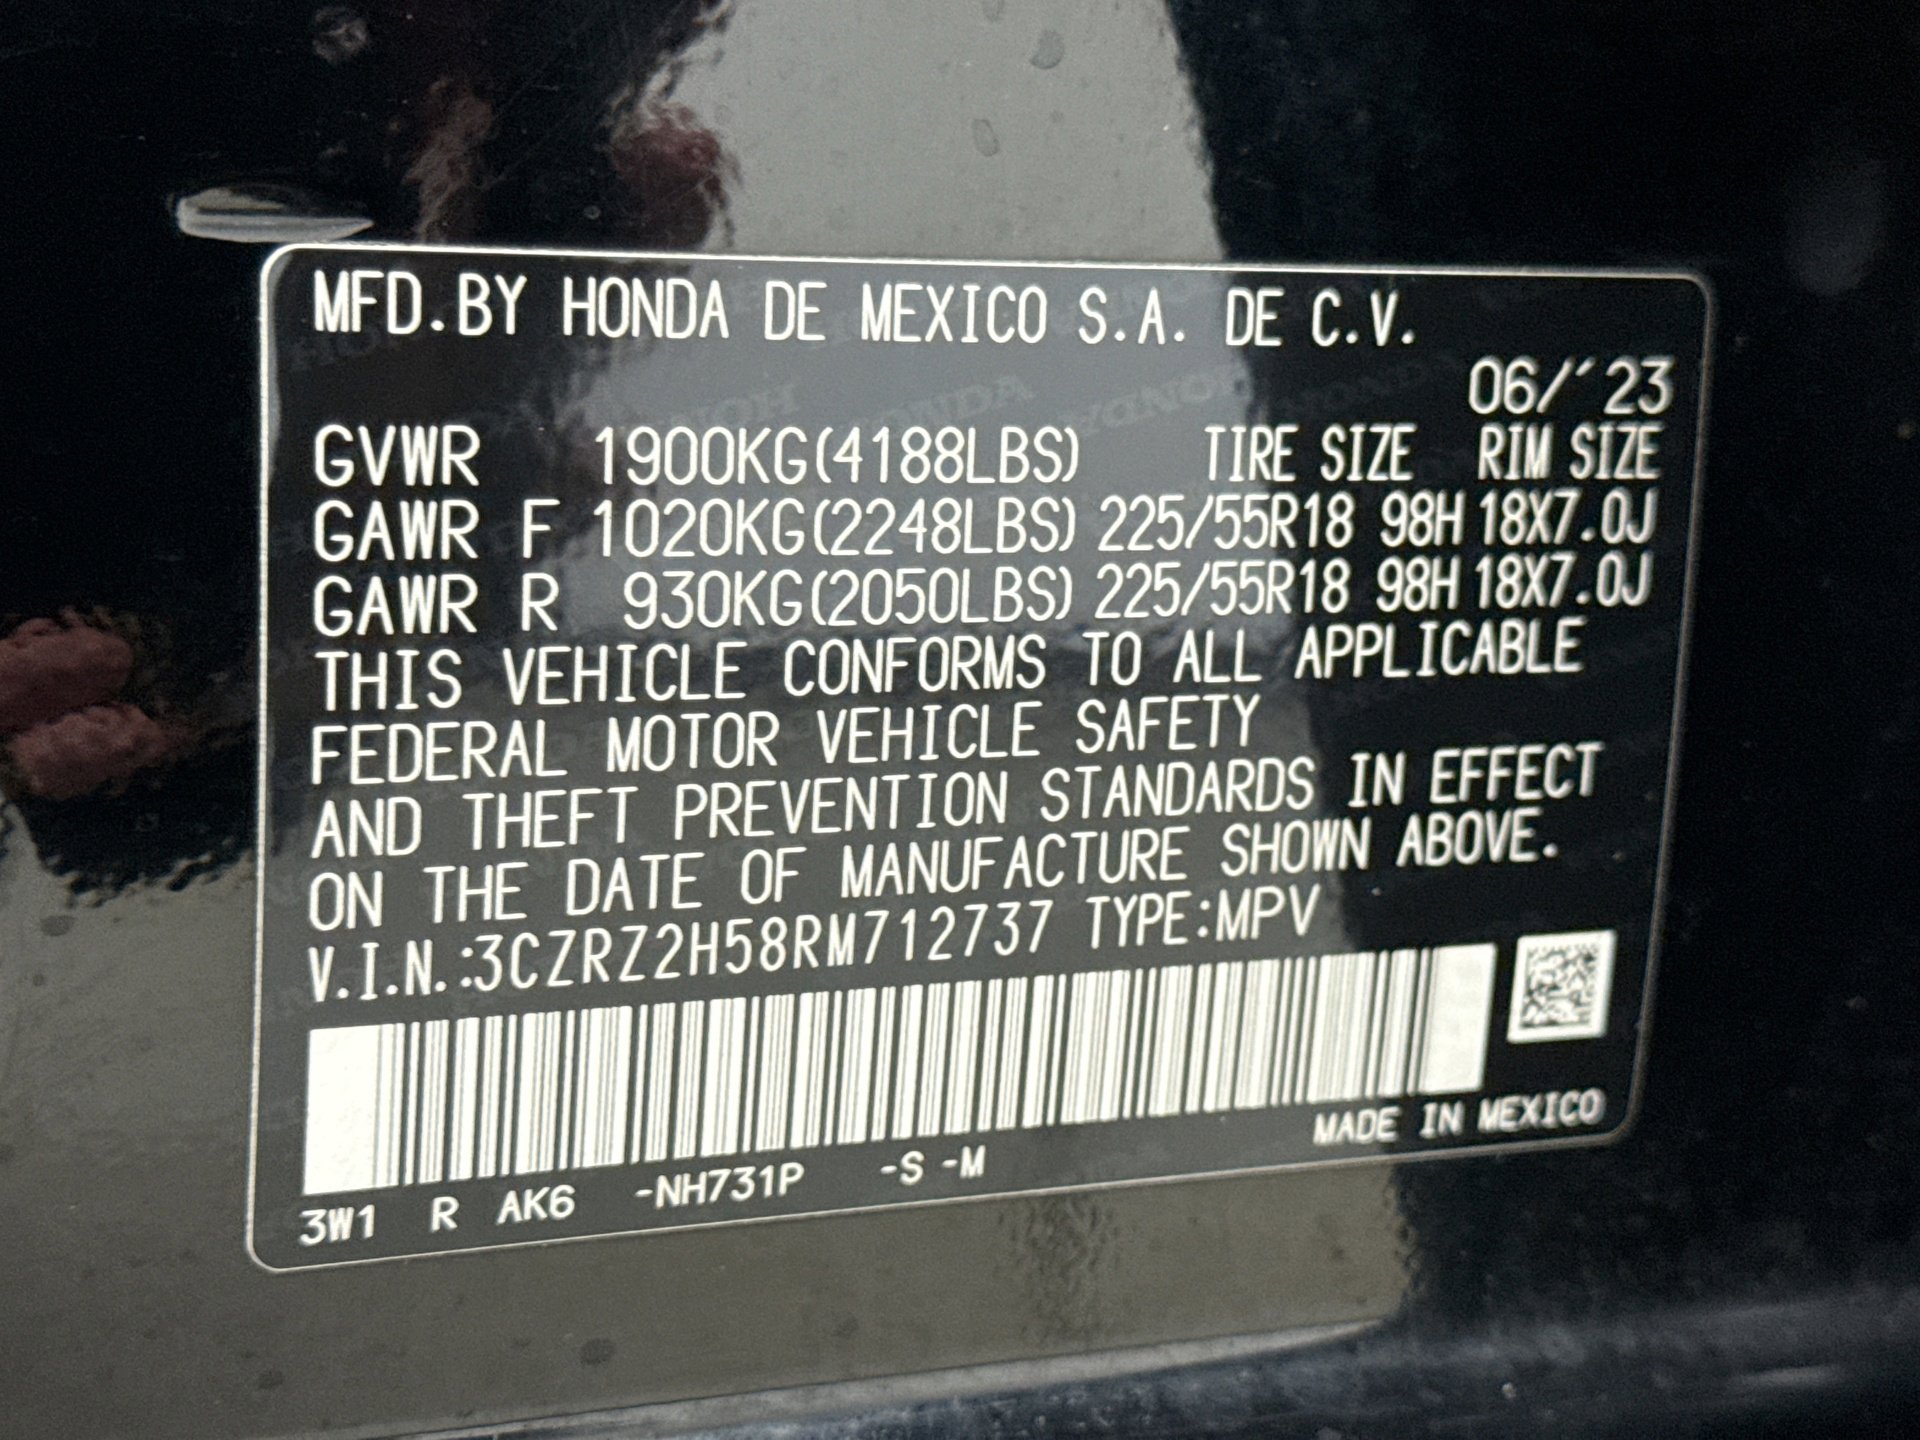 MFD.BY HONDA DE MEXICO S.A. DE C.V.
06/´23
GVWR 1900KG(4188LBS) TIRE SIZE RIM SIZE
GAWR F 1020KG(2248LBS) 225/55R18 98H 18X7.0J
GAWR R 930KG(2050LBS) 225/55R18 98H 18X7.0J
THIS VEHICLE CONFORMS TO ALL APPLICABLE
FEDERAL MOTOR VEHICLE SAFETY
AND THEFT PREVENTION STANDARDS IN EFFECT
ON THE DATE OF MANUFACTURE SHOWN ABOVE.
V.I.N.:3CZRZ2H58RM712737 TYPE:MPV
MADE IN MEXICO
3W1 R AK6 -NH731P -S -M